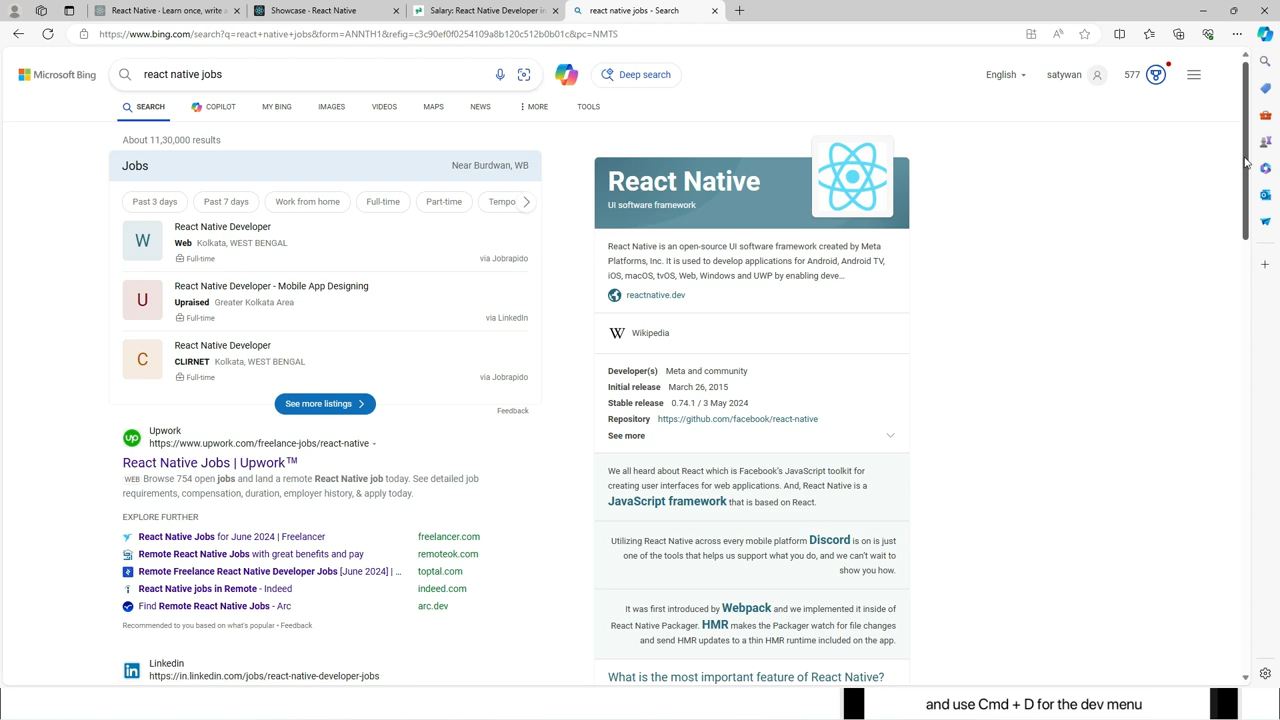 React Native · Learn once, write a
Showcase · React Native
Salary: React Native Developer in
react native jobs - Search
https://www.bing.com/search?q=react+native+jobs&form=ANNTH1&refig=c3c90ef0f0254109a8b120c512b0b01c&pc=NMTS
Microsoft Bing
react native jobs
Deep search
English
satywan
577
SEARCH
COPILOT
MY BING
IMAGES
VIDEOS
MAPS
NEWS
MORE
TOOLS
About 11,30,000 results
Jobs
Near Burdwan, WB
Past 3 days
Past 7 days
Work from home
Full-time
Part-time
Tempo
W
React Native Developer
Web Kolkata, WEST BENGAL
Full-time
via Jobrapido
U
React Native Developer - Mobile App Designing
Upraised Greater Kolkata Area
Full-time
via LinkedIn
C
React Native Developer
CLIRNET Kolkata, WEST BENGAL
Full-time
via Jobrapido
See more listings
Feedback
up
Upwork
https://www.upwork.com/freelance-jobs/react-native
React Native Jobs | Upwork™
WEB Browse 754 open jobs and land a remote React Native job today. See detailed job
requirements, compensation, duration, employer history, & apply today.
EXPLORE FURTHER
React Native Jobs for June 2024 | Freelancer
freelancer.com
Remote React Native Jobs with great benefits and pay
remoteok.com
Remote Freelance React Native Developer Jobs [June 2024] | ...
toptal.com
React Native jobs in Remote - Indeed
indeed.com
Find Remote React Native Jobs - Arc
arc.dev
Recommended to you based on what's popular • Feedback
in
Linkedin
https://in.linkedin.com/jobs/react-native-developer-jobs
React Native
UI software framework
React Native is an open-source UI software framework created by Meta
Platforms, Inc. It is used to develop applications for Android, Android TV,
iOS, macOS, tvOS, Web, Windows and UWP by enabling deve...
reactnative.dev
W Wikipedia
Developer(s) Meta and community
Initial release March 26, 2015
Stable release 0.74.1 / 3 May 2024
Repository https://github.com/facebook/react-native
See more
We all heard about React which is Facebook's JavaScript toolkit for
creating user interfaces for web applications. And, React Native is a
JavaScript framework that is based on React.
Utilizing React Native across every mobile platform Discord is on is just
one of the tools that helps us support what you do, and we can't wait to
show you how.
It was first introduced by Webpack and we implemented it inside of
React Native Packager. HMR makes the Packager watch for file changes
and send HMR updates to a thin HMR runtime included on the app.
What is the most important feature of React Native?
and use Cmd + D for the dev menu